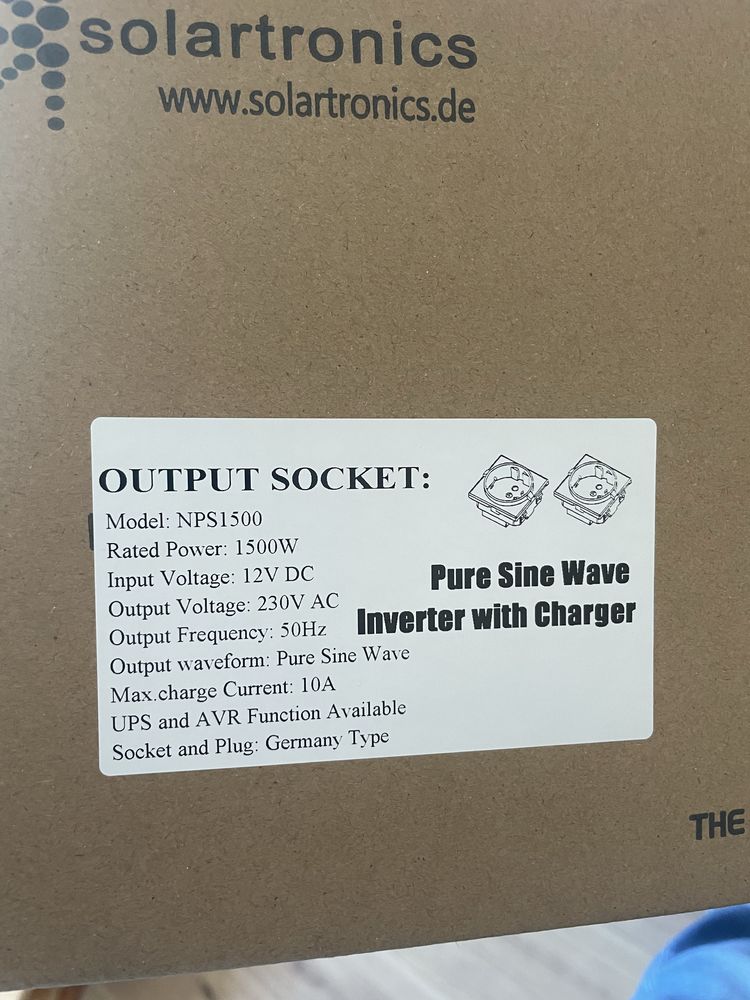 solartronics
www.solartronics.de
OUTPUT SOCKET:
Model: NPS1500
Rated Power: 1500W
Input Voltage: 12V DC
Output Voltage: 230V AC
Output Frequency: 50Hz
Output waveform: Pure Sine Wave
Max.charge Current: 10A
UPS and AVR Function Available
Socket and Plug: Germany Type
Pure Sine Wave
Inverter with Charger
THE